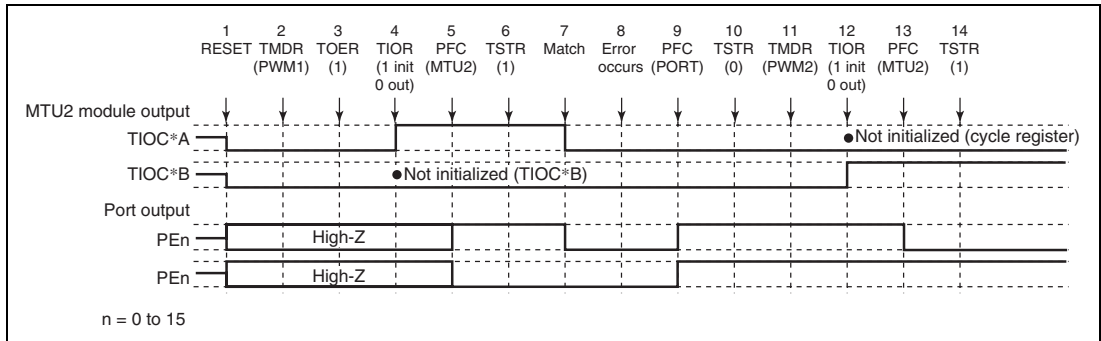 1 2 3 4 5 6 7 8 9 10 11 12 13 14
RESET TMDR TOER TIOR PFC TSTR Match Error PFC TSTR TMDR TIOR PFC TSTR
(PWM1) (1) (1 init (MTU2) (1) occurs (PORT) (0) (PWM2) (1 init (MTU2) (1)
0 out) 0 out)
MTU2 module output
TIOC*A
●Not initialized (cycle register)
TIOC*B
●Not initialized (TIOC*B)
Port output
PEn
High-Z
PEn
High-Z
n = 0 to 15